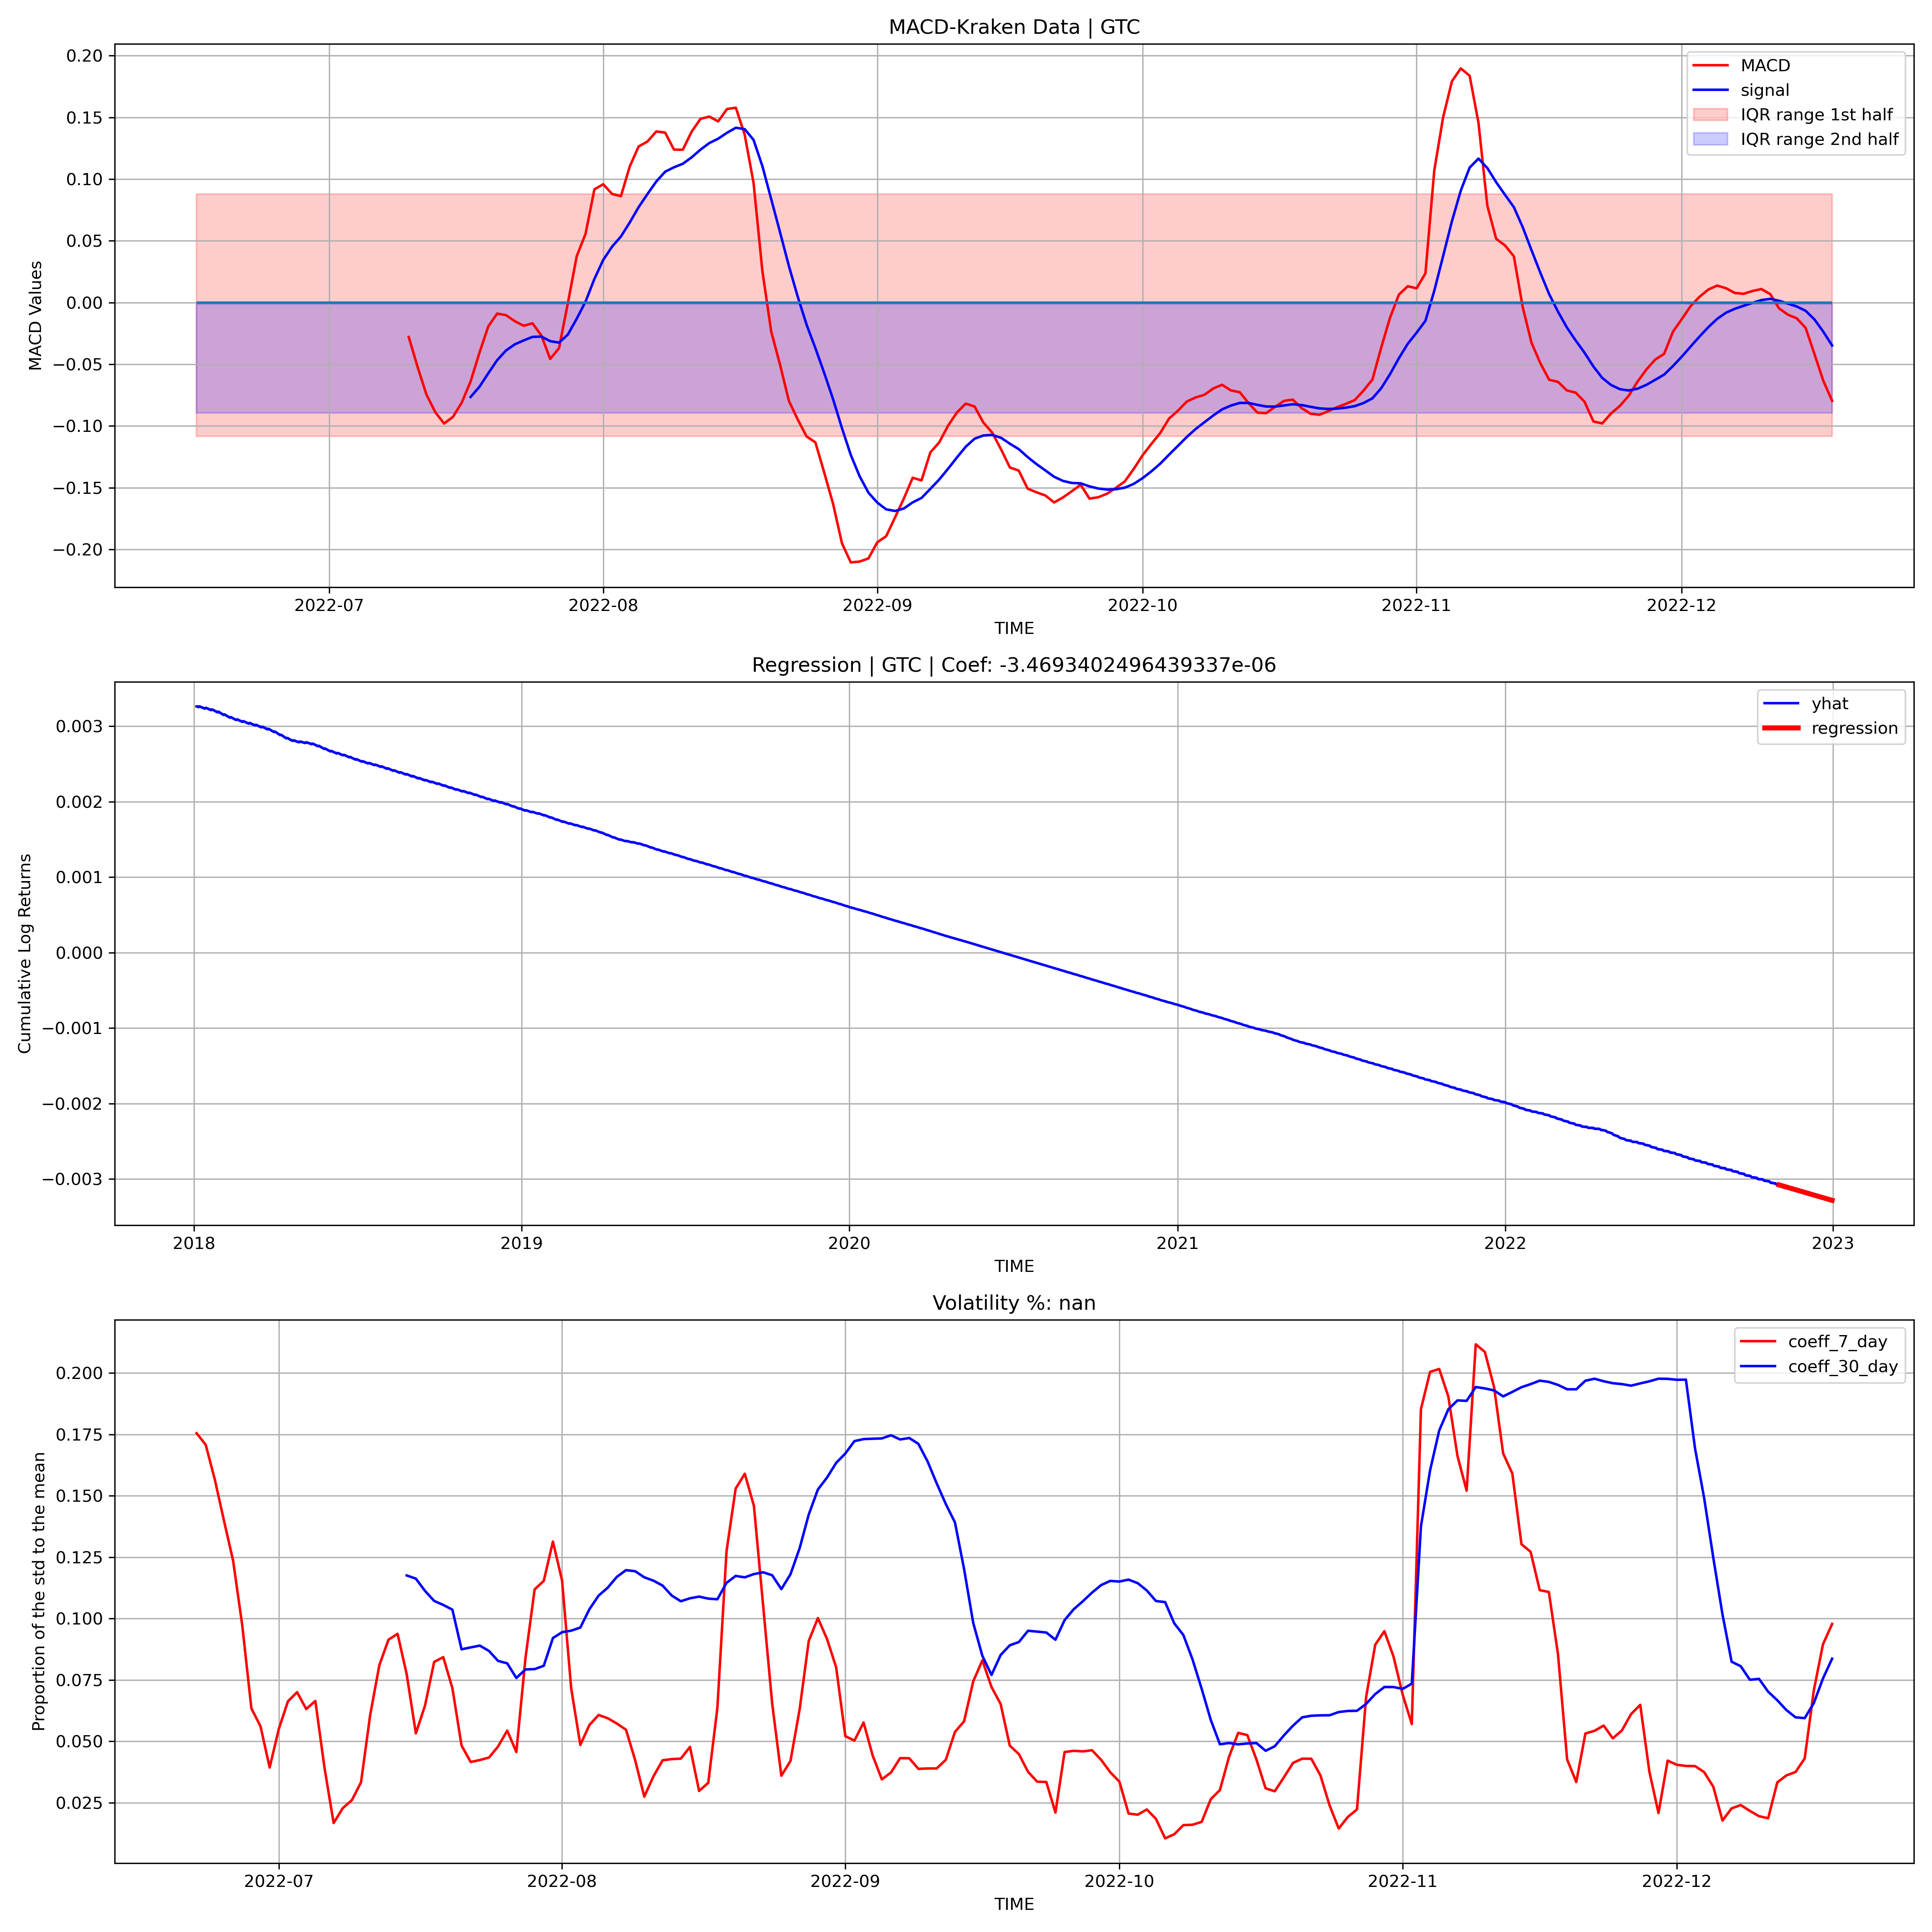 MACD-Kraken Data | GTC
MACD Values
0.20
0.15
0.10
0.05
0.00
−0.05
−0.10
−0.15
−0.20
MACD
signal
IQR range 1st half
IQR range 2nd half
2022-07
2022-08
2022-09
2022-10
2022-11
2022-12
TIME
Regression | GTC | Coef: -3.4693402496439337e-06
Cumulative Log Returns
0.003
0.002
0.001
0.000
−0.001
−0.002
−0.003
yhat
regression
2018
2019
2020
2021
2022
2023
TIME
Volatility %: nan
Proportion of the std to the mean
0.200
0.175
0.150
0.125
0.100
0.075
0.050
0.025
coeff_7_day
coeff_30_day
2022-07
2022-08
2022-09
2022-10
2022-11
2022-12
TIME